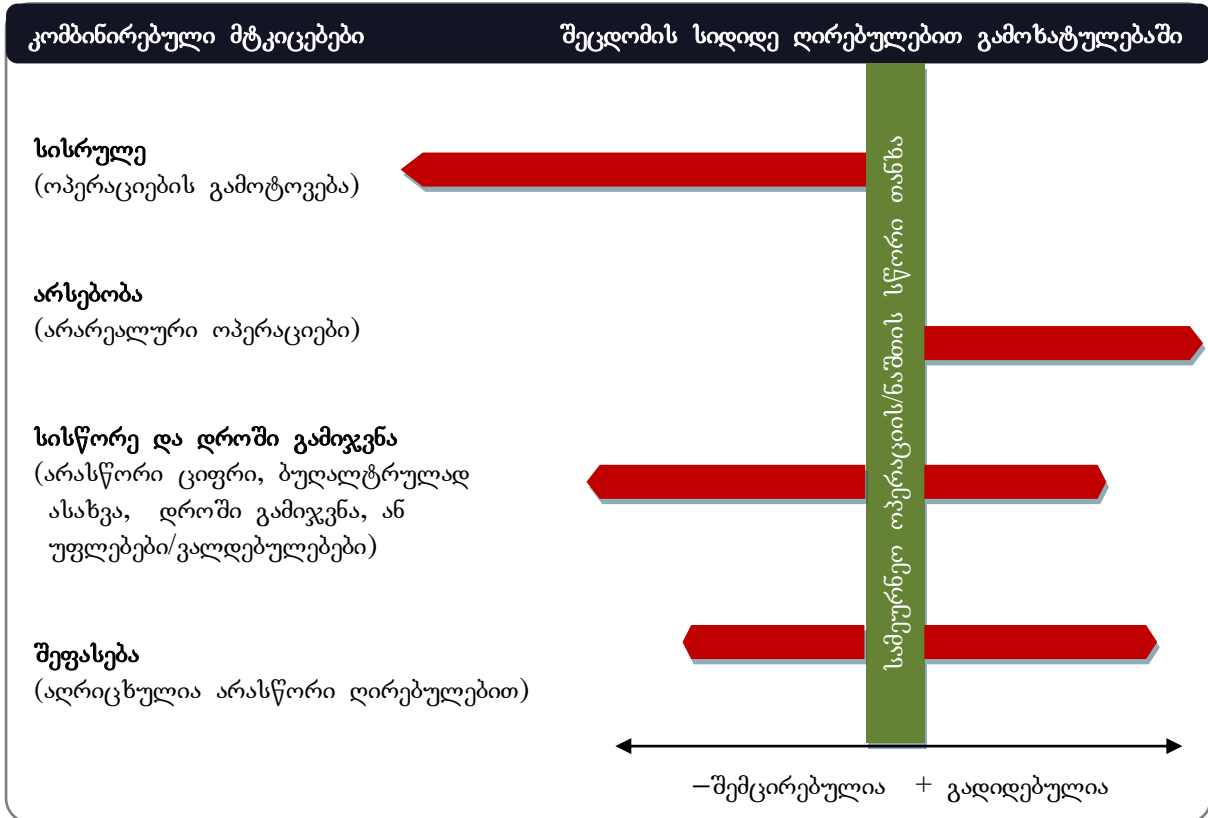 კომბინირებული მტკიცებები
შეცდომის სიდიდე ღირებულებით გამოხატულებაში
სისრულე
(ოპერაციების გამოტოვება)
არსებობა
(არარეალური ოპერაციები)
სისწორე და დროში გამიჯვნა
(არასწორი ციფრი, ბუღალტრულად
ასახვა, დროში გამიჯვნა, ან
უფლებები/ვალდებულებები)
შეფასება
(აღრიცხულია არასწორი ღირებულებით)
სამეურნეო ოპერაციის/ნაშთის სწორი თანხა
−შემცირებულია + გადიდებულია